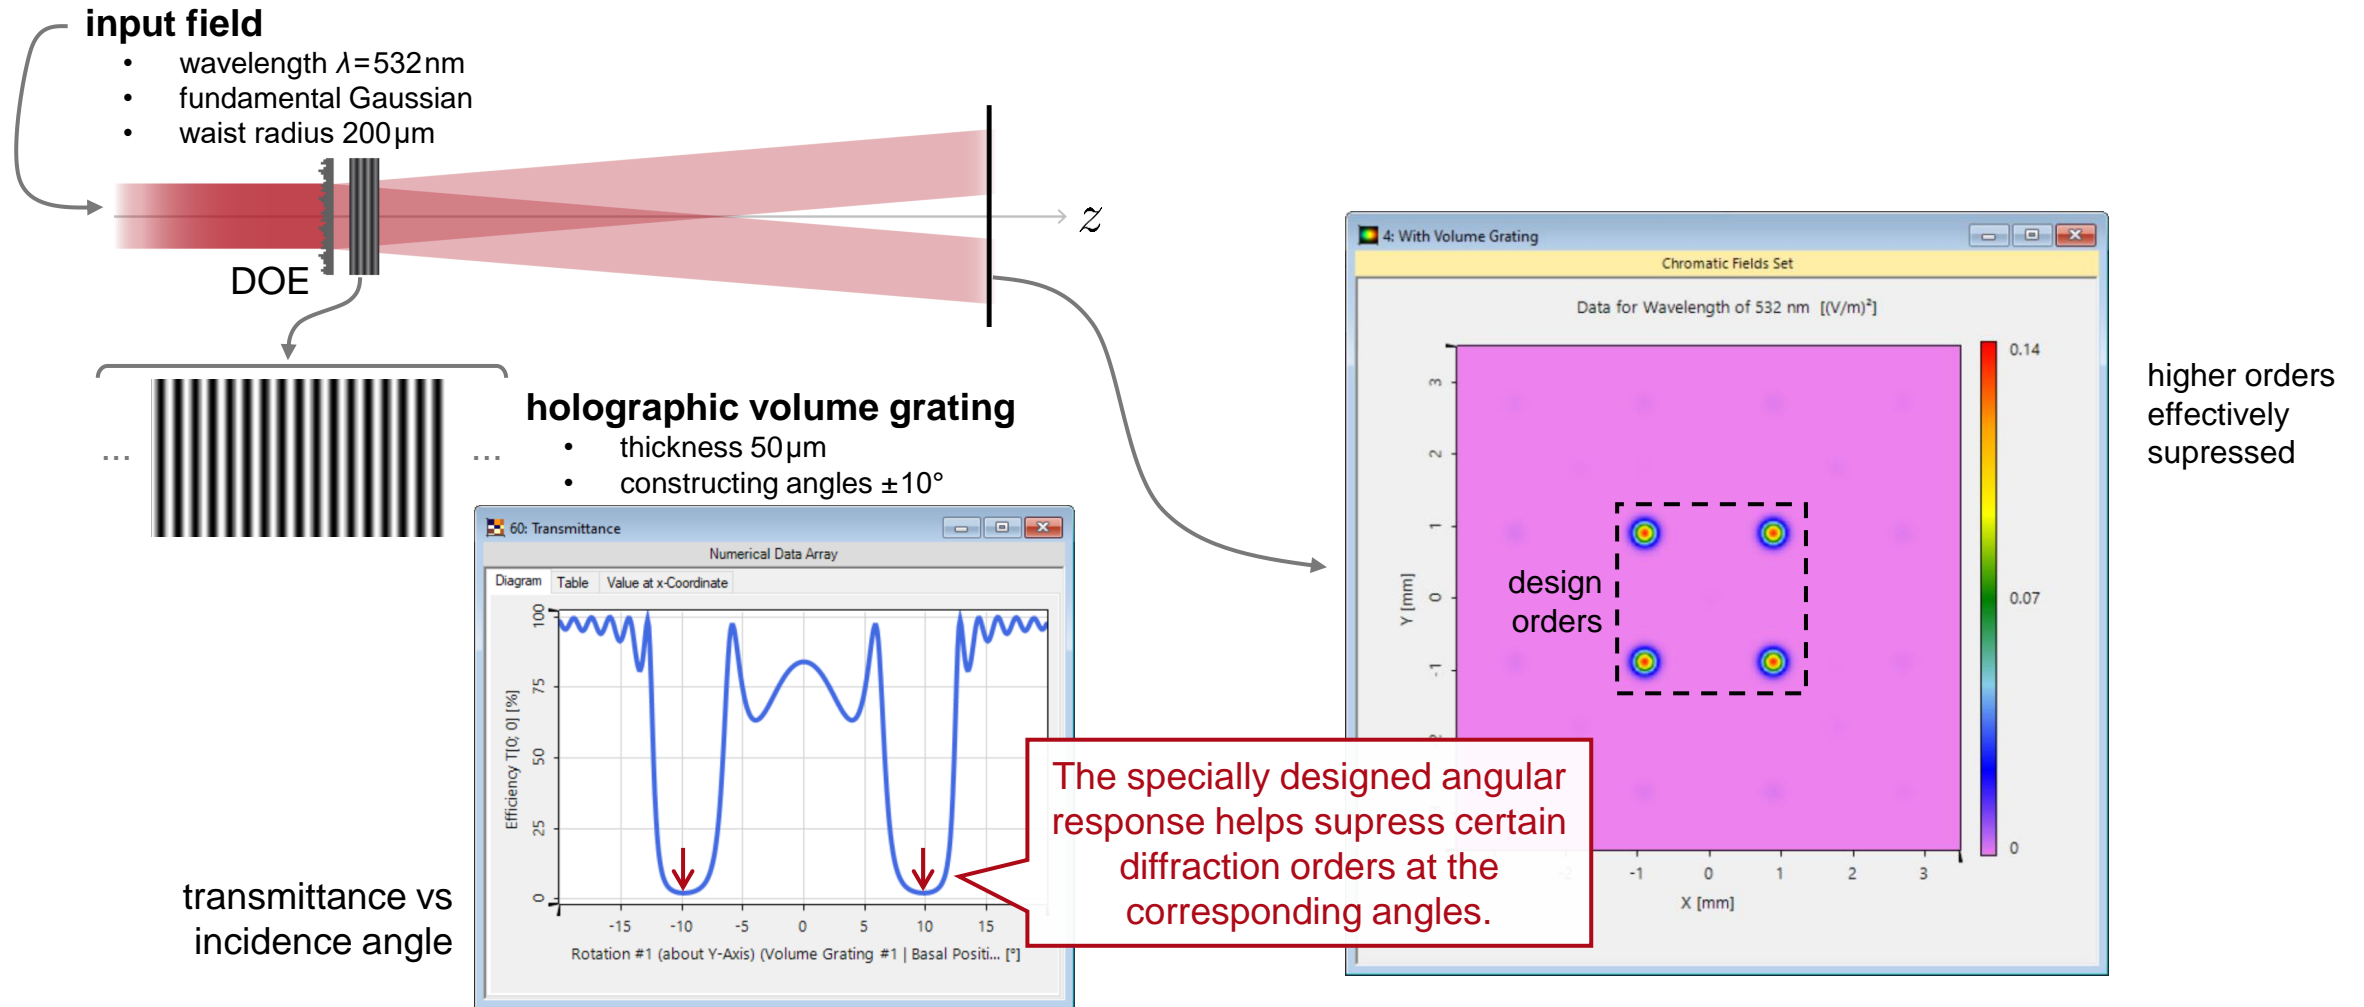 input field
• wavelength λ=532nm
• fundamental Gaussian
• waist radius 200µm
DOE
z
...
...
holographic volume grating
• thickness 50µm
• constructing angles ±10°
60: Transmittance
Numerical Data Array
Diagram Table Value at x-Coordinate
Efficiency T[0; 0] [%]
100
75
50
25
0
-15 -10 -5 0 5 10 15
Rotation #1 (about Y-Axis) (Volume Grating #1 | Basal Positi... [°]
transmittance vs
incidence angle
The specially designed angular
response helps supress certain
diffraction orders at the
corresponding angles.
4: With Volume Grating
Chromatic Fields Set
Data for Wavelength of 532 nm [(V/m)²]
Y [mm]
3
2
1
0
-1
-2
-2 -1 0 1 2 3
X [mm]
0.14
0.07
0
design
orders
higher orders
effectively
supressed